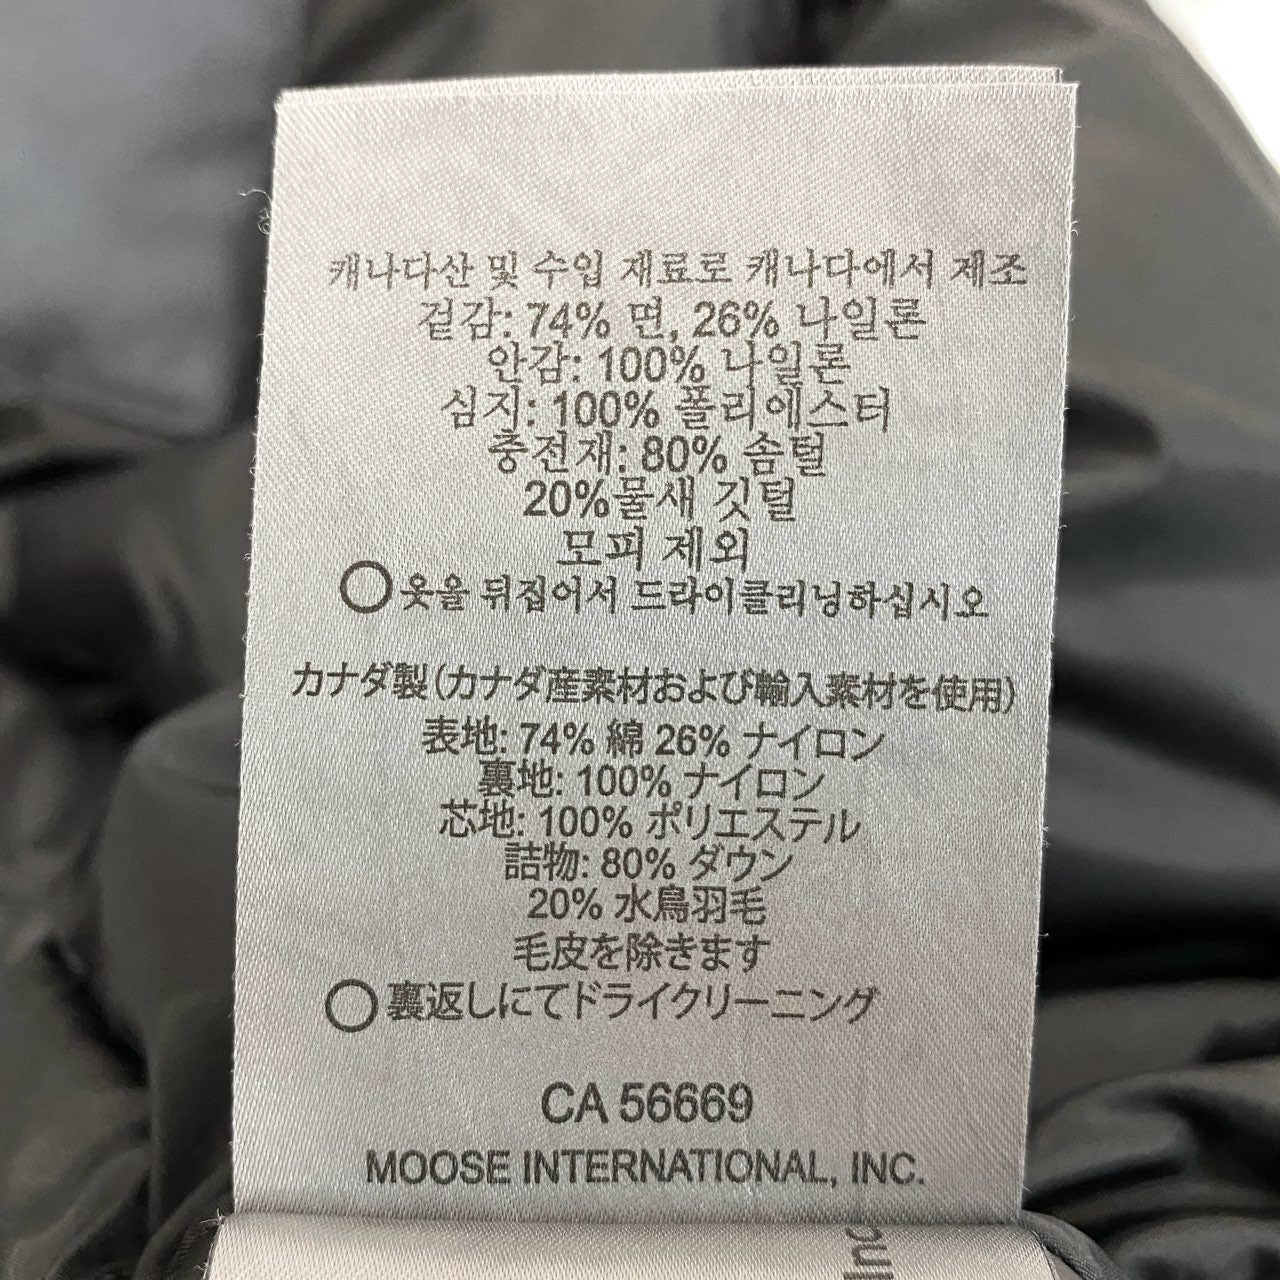 캐나다산 및 수입 재료로 캐나다에서 제조
겉감: 74% 면, 26% 나일론
안감: 100% 나일론
심지: 100% 폴리에스터
충전재: 80% 솜털
20%물새 깃털
모피 제외
옷을 뒤집어서 드라이클리닝하십시오
カナダ製(カナダ産素材および輸入素材を使用)
表地: 74% 綿 26% ナイロン
裏地: 100% ナイロン
芯地: 100% ポリエステル
詰物: 80% ダウン
20% 水鳥羽毛
毛皮を除きます
裏返しにてドライクリーニング
CA 56669
MOOSE INTERNATIONAL, INC.